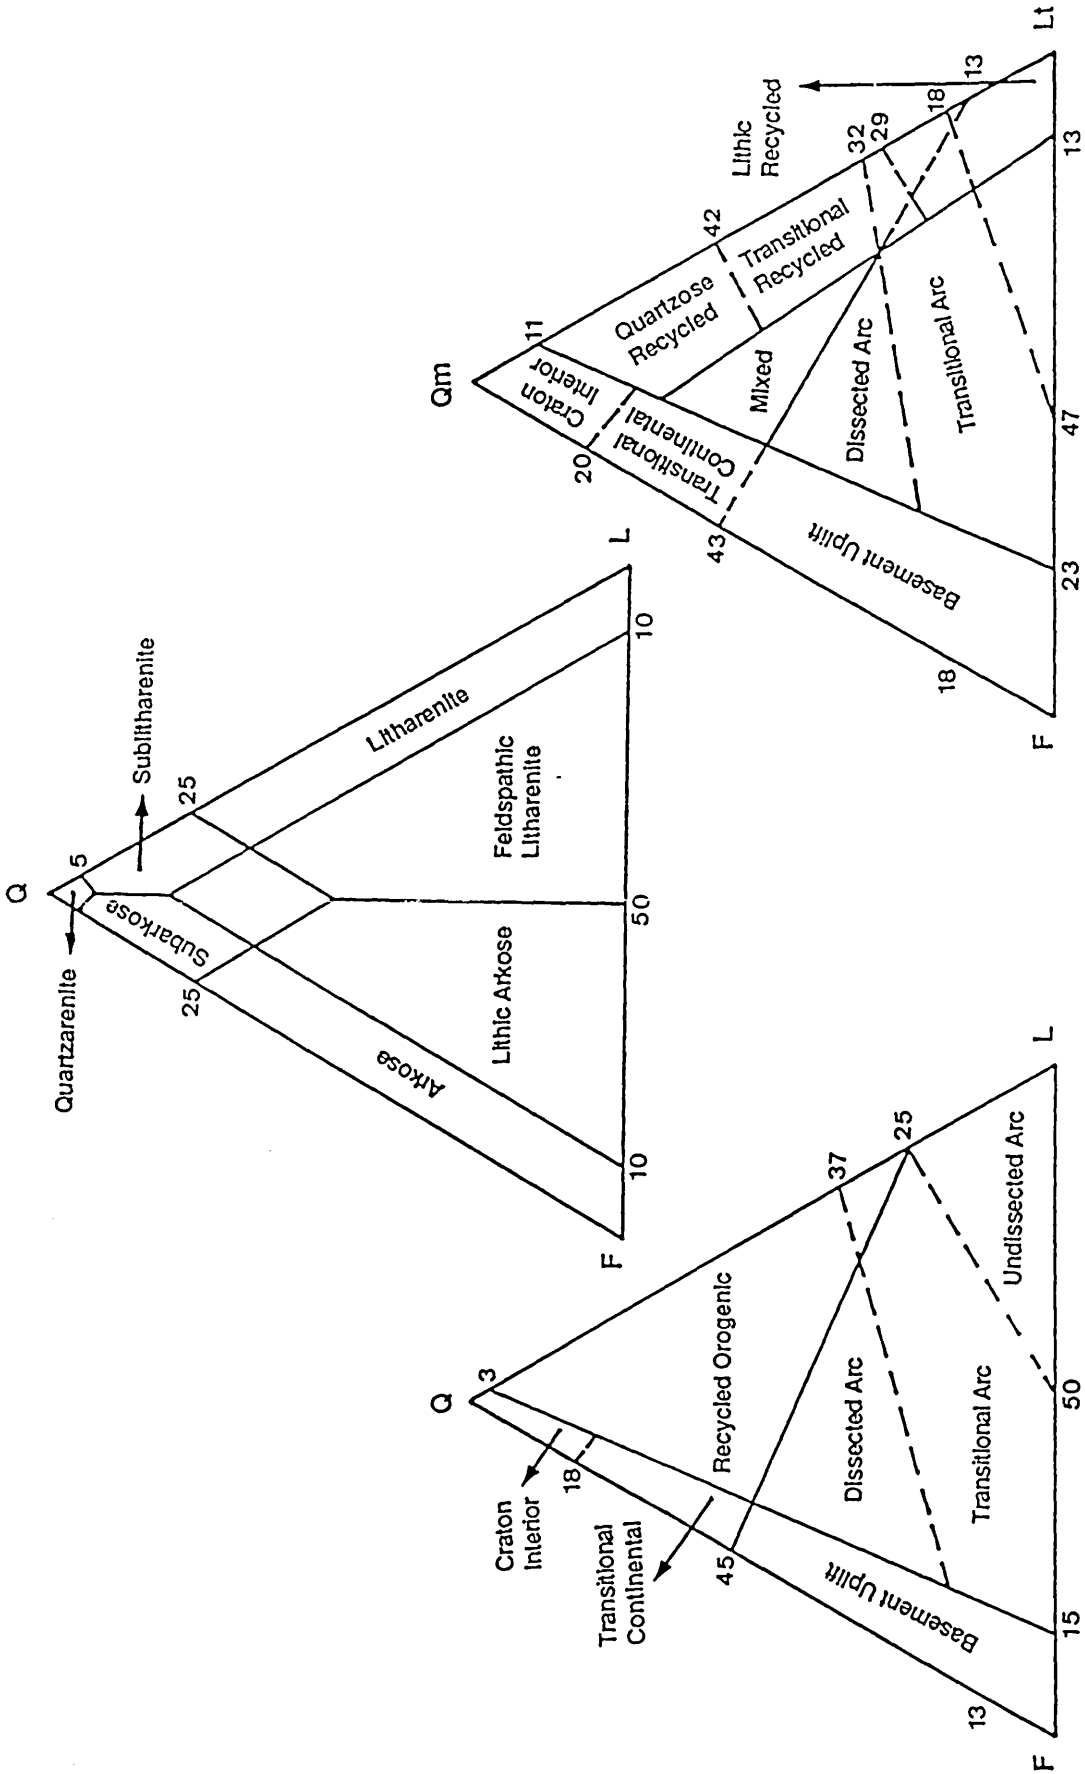 Q
Quartzarenite
5
Sublitharenite
Subarkose
25
25
Arkose
Litharenite
Lithic Arkose
Feldspathic
Litharenite
F
10
50
10
L
Q
3
Craton
Interior
18
Transitional
Continental
45
Recycled Orogenic
37
25
Basement Uplift
Dissected Arc
Transitional Arc
Undissected Arc
13
F
15
50
L
Qm
11
Craton
Interior
20
Quartzose
Recycled
42
Transitional
Continental
43
Transitional
Recycled
Mixed
Lithic
Recycled
32
29
18
13
Basement Uplift
Dissected Arc
Transitional Arc
18
F
23
47
13
Lt